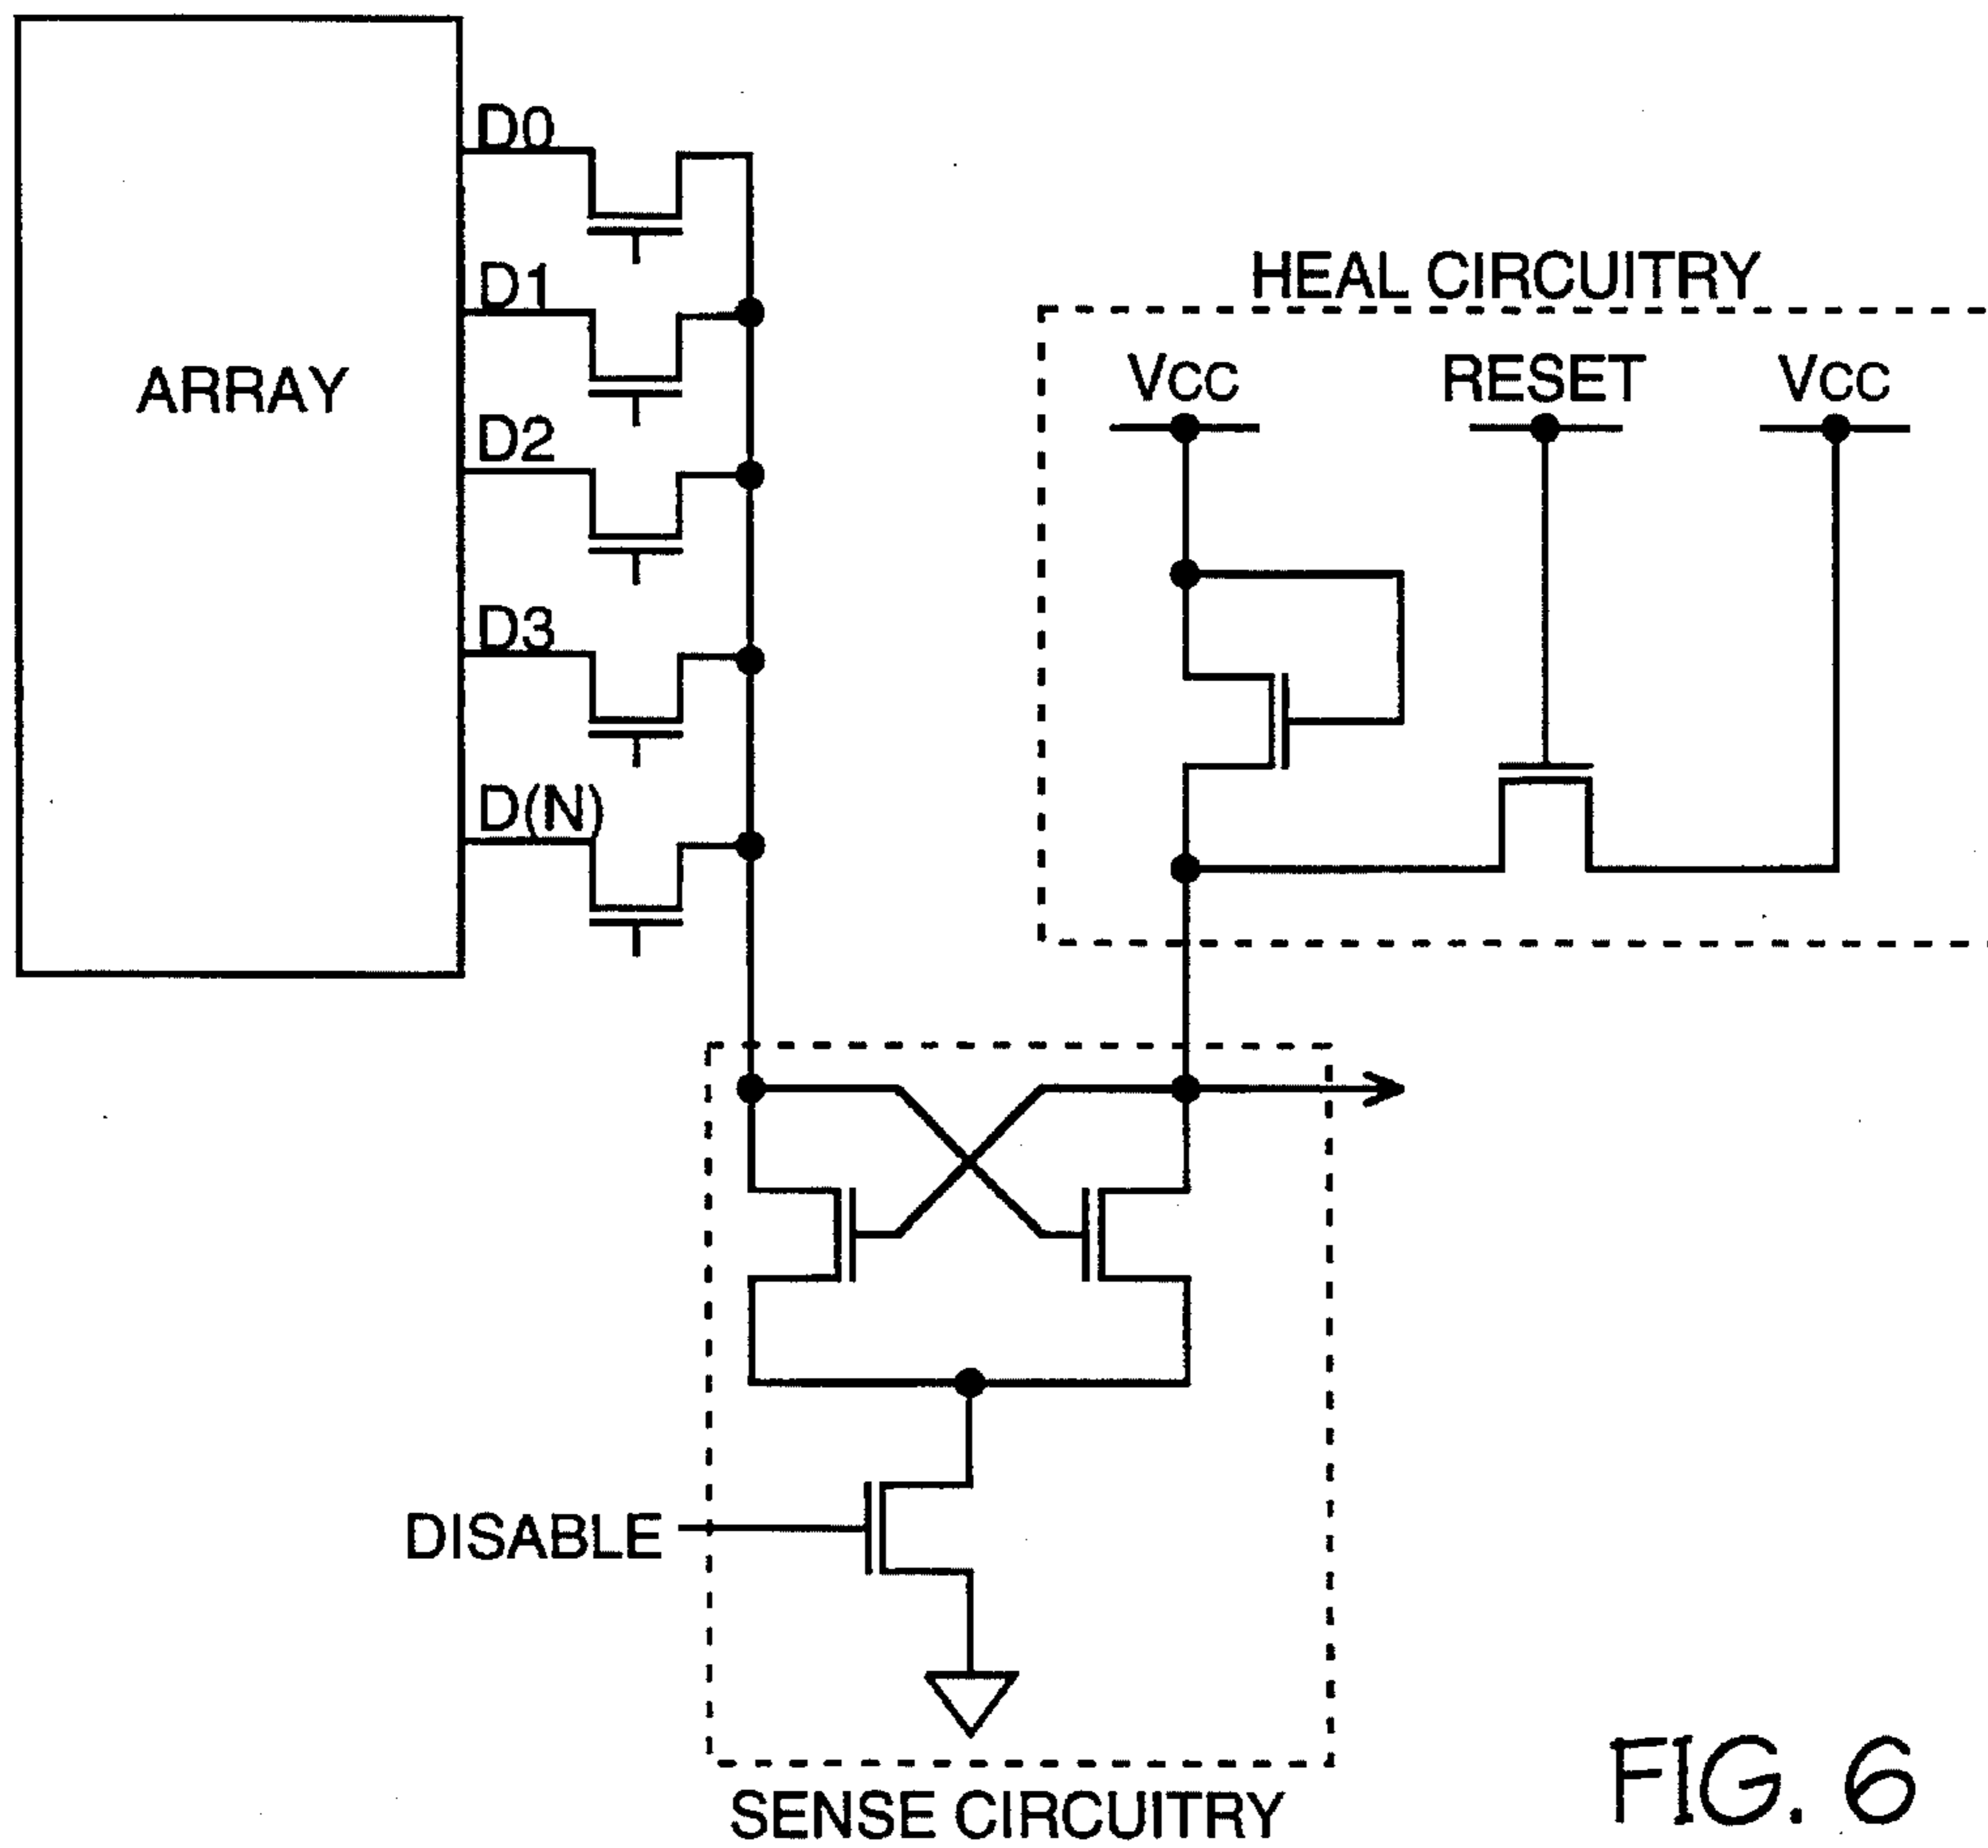 D0
D1
ARRAY
D2
D3
D(N)
HEAL CIRCUITRY
VCC RESET VCC
DISABLE
SENSE CIRCUITRY
FIG. 6